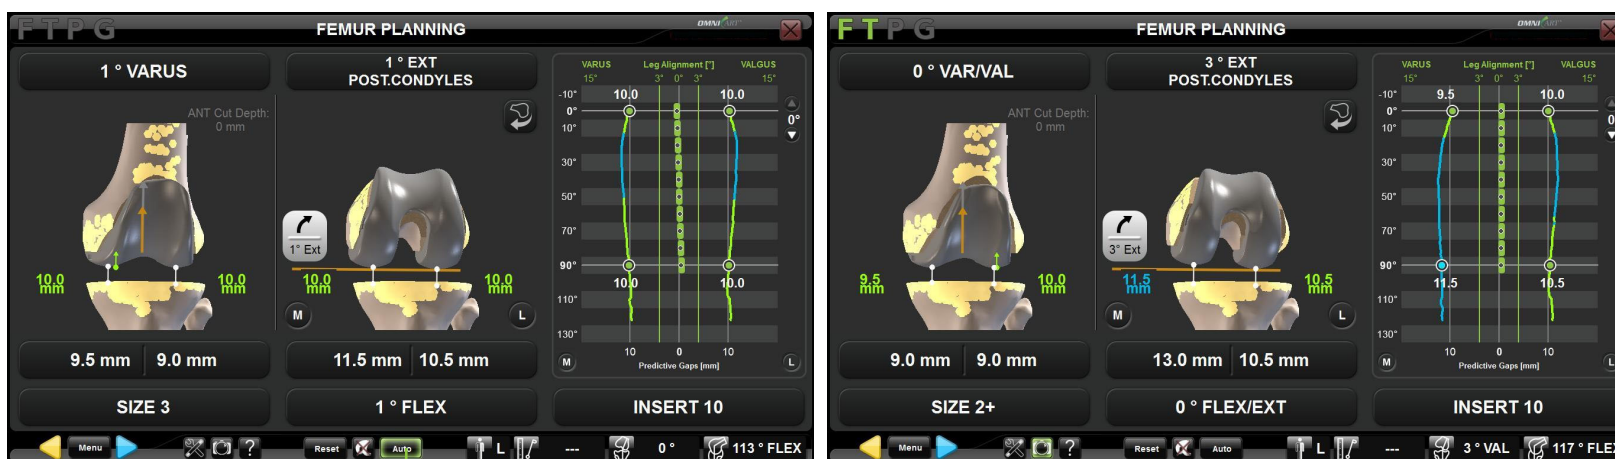 FTPG
FEMUR PLANNING
OMNI
1 ° VARUS
1 ° EXT
POST.CONDYLES
VARUS Leg Alignment [°] VALGUS
15° 3° 0° 3° 15°
ANT Cut Depth:
0 mm
-10° 10.0 10.0
0° 0°
10°
30°
50°
70°
1° Ext
90°
10.0 mm 10.0 mm 10.0 mm 10.0 mm
10.0 10.0
110°
M L
130°
10 0 10
M Predictive Gaps [mm] L
9.5 mm 9.0 mm 11.5 mm 10.5 mm
SIZE 3 1 ° FLEX INSERT 10
Menu ? Reset Auto L --- 0 ° 113 ° FLEX
FTPG
FEMUR PLANNING
OMNI
0 ° VAR/VAL
3 ° EXT
POST.CONDYLES
VARUS Leg Alignment [°] VALGUS
15° 3° 0° 3° 15°
ANT Cut Depth:
0 mm
-10° 9.5 10.0
0° 0
10°
30°
50°
70°
3° Ext
90°
9.5 mm 10.0 mm 11.5 mm 10.5 mm
11.5 10.5
110°
M L
130°
10 0 10
M Predictive Gaps [mm] L
9.0 mm 9.0 mm 13.0 mm 10.5 mm
SIZE 2+ 0 ° FLEX/EXT INSERT 10
Menu ? Reset Auto L --- 3 ° VAL 117 ° FLE